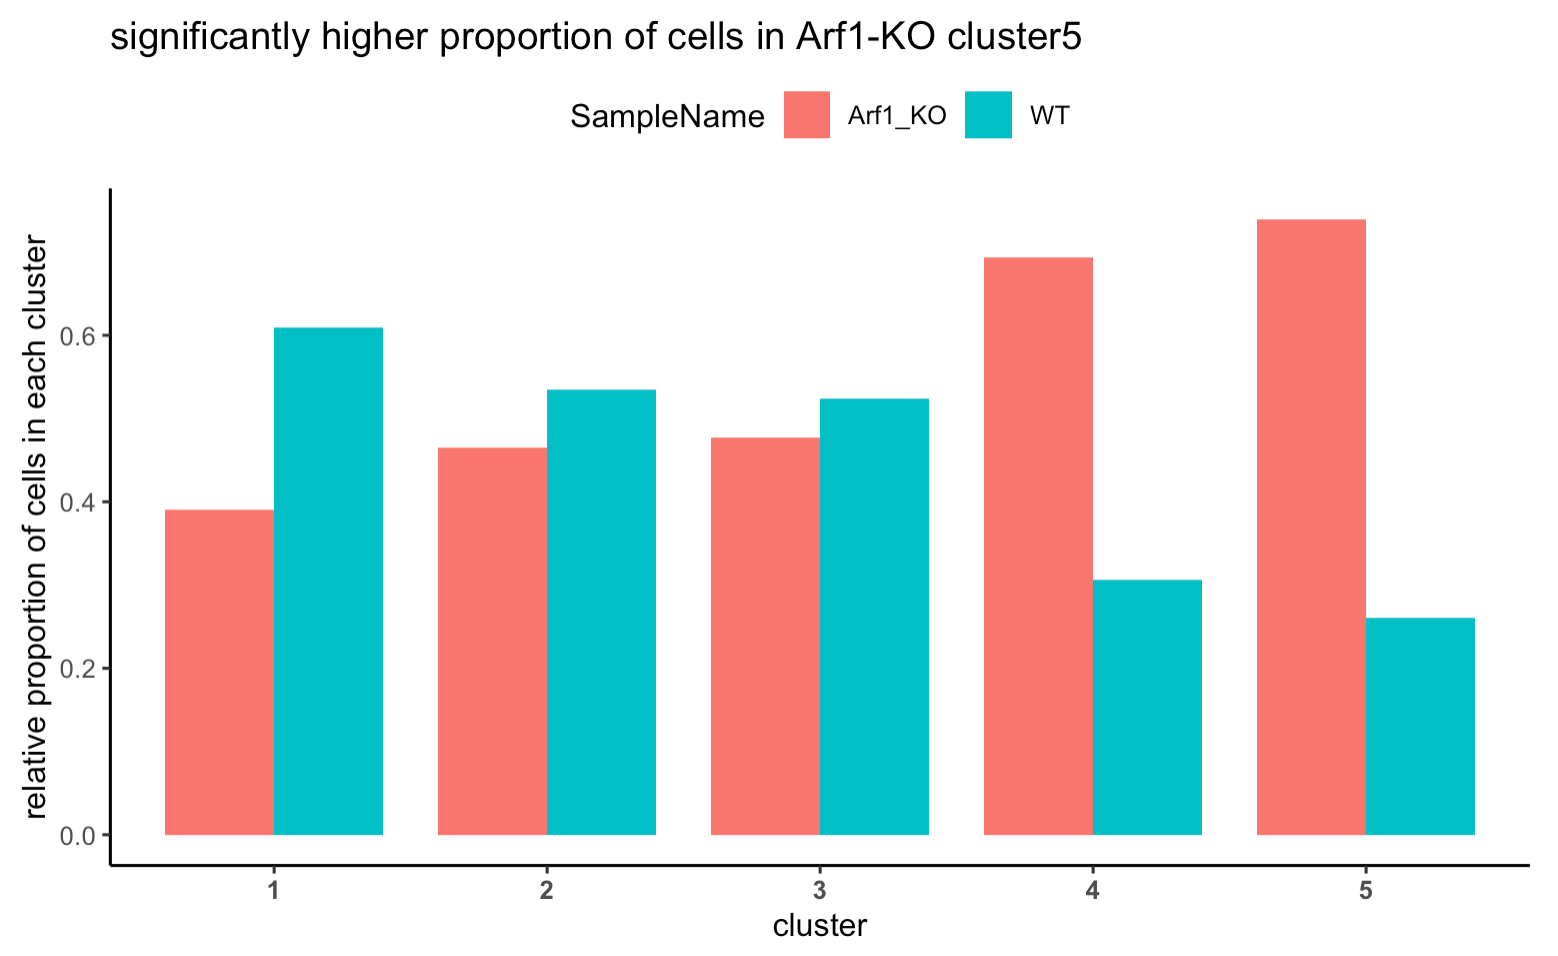 significantly higher proportion of cells in Arf1-KO cluster5
SampleName Arf1_KO WT
relative proportion of cells in each cluster
0.6
0.4
0.2
0.0
1 2 3 4 5
cluster